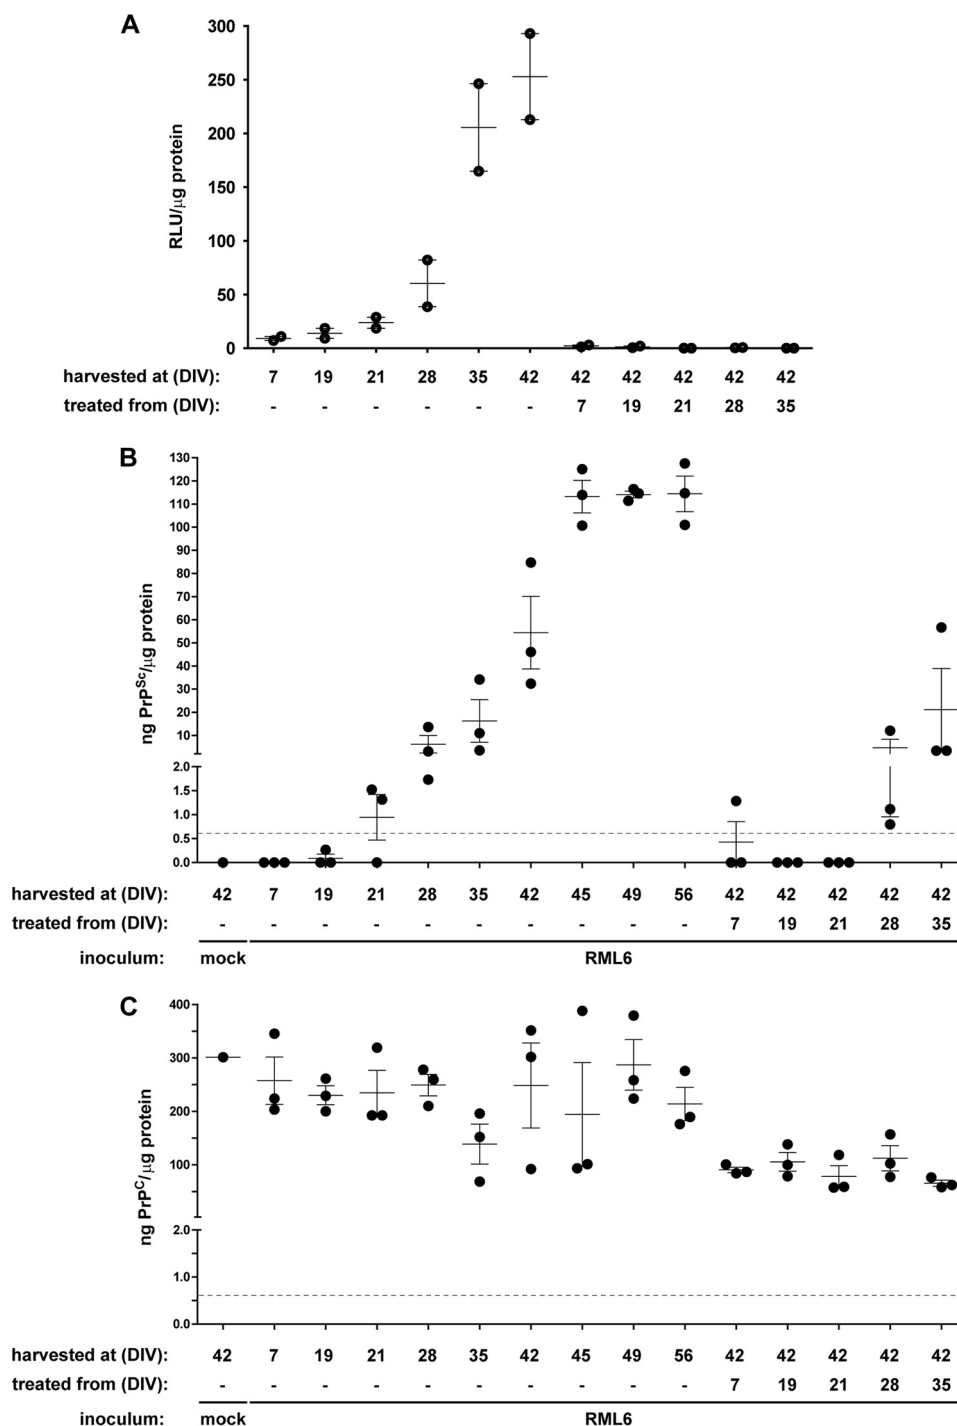 A
300
250
200
150
100
50
0
RLU/µg protein
harvested at (DIV): 7 19 21 28 35 42 42 42 42 42 42
treated from (DIV): - - - - - - 7 19 21 28 35
B
130
120
110
100
90
80
70
60
50
40
30
20
10
2.0
1.5
1.0
0.5
0.0
ng PrPSc/µg protein
harvested at (DIV): 42 7 19 21 28 35 42 45 49 56 42 42 42 42 42
treated from (DIV): - - - - - - - - - - 7 19 21 28 35
inoculum: mock RML6
C
400
300
200
100
2.0
1.0
0.0
ng PrPC/µg protein
harvested at (DIV): 42 7 19 21 28 35 42 45 49 56 42 42 42 42 42
treated from (DIV): - - - - - - - - - - 7 19 21 28 35
inoculum: mock RML6